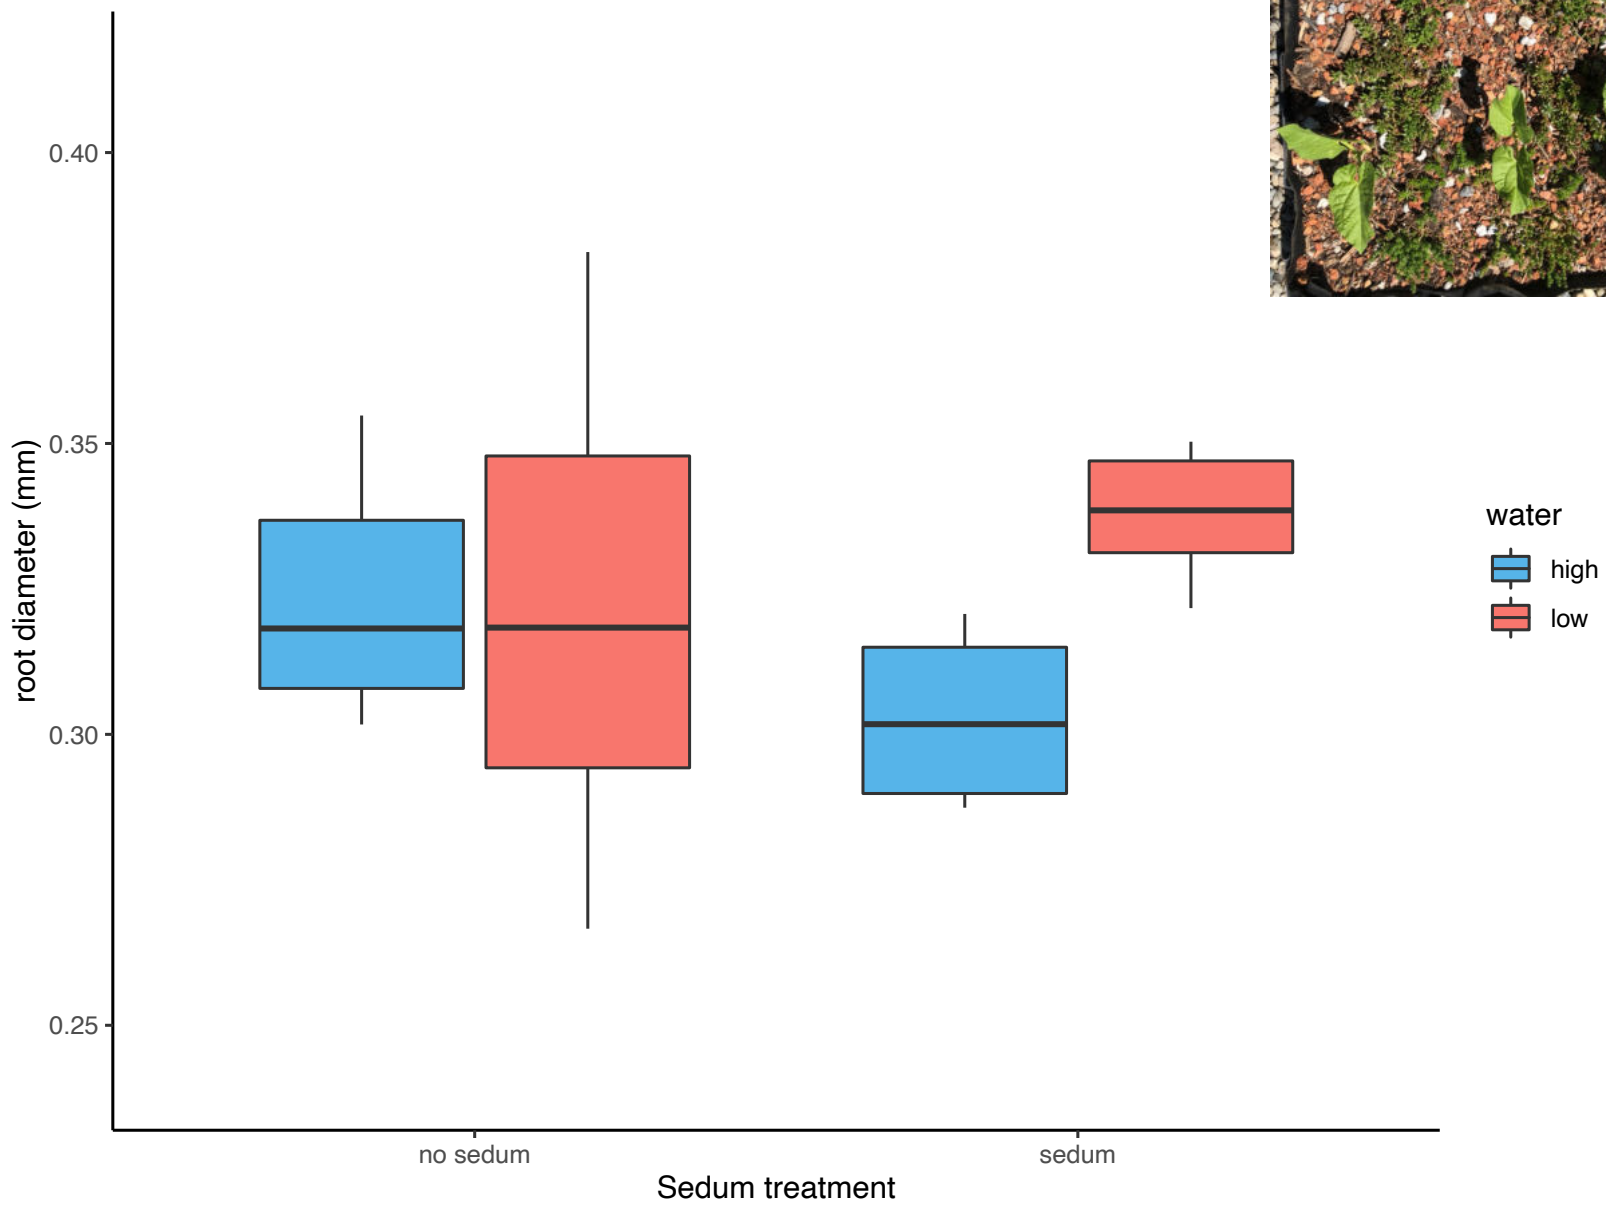 0.40
0.35
0.30
0.25
root diameter (mm)
no sedum
sedum
Sedum treatment
water
high
low